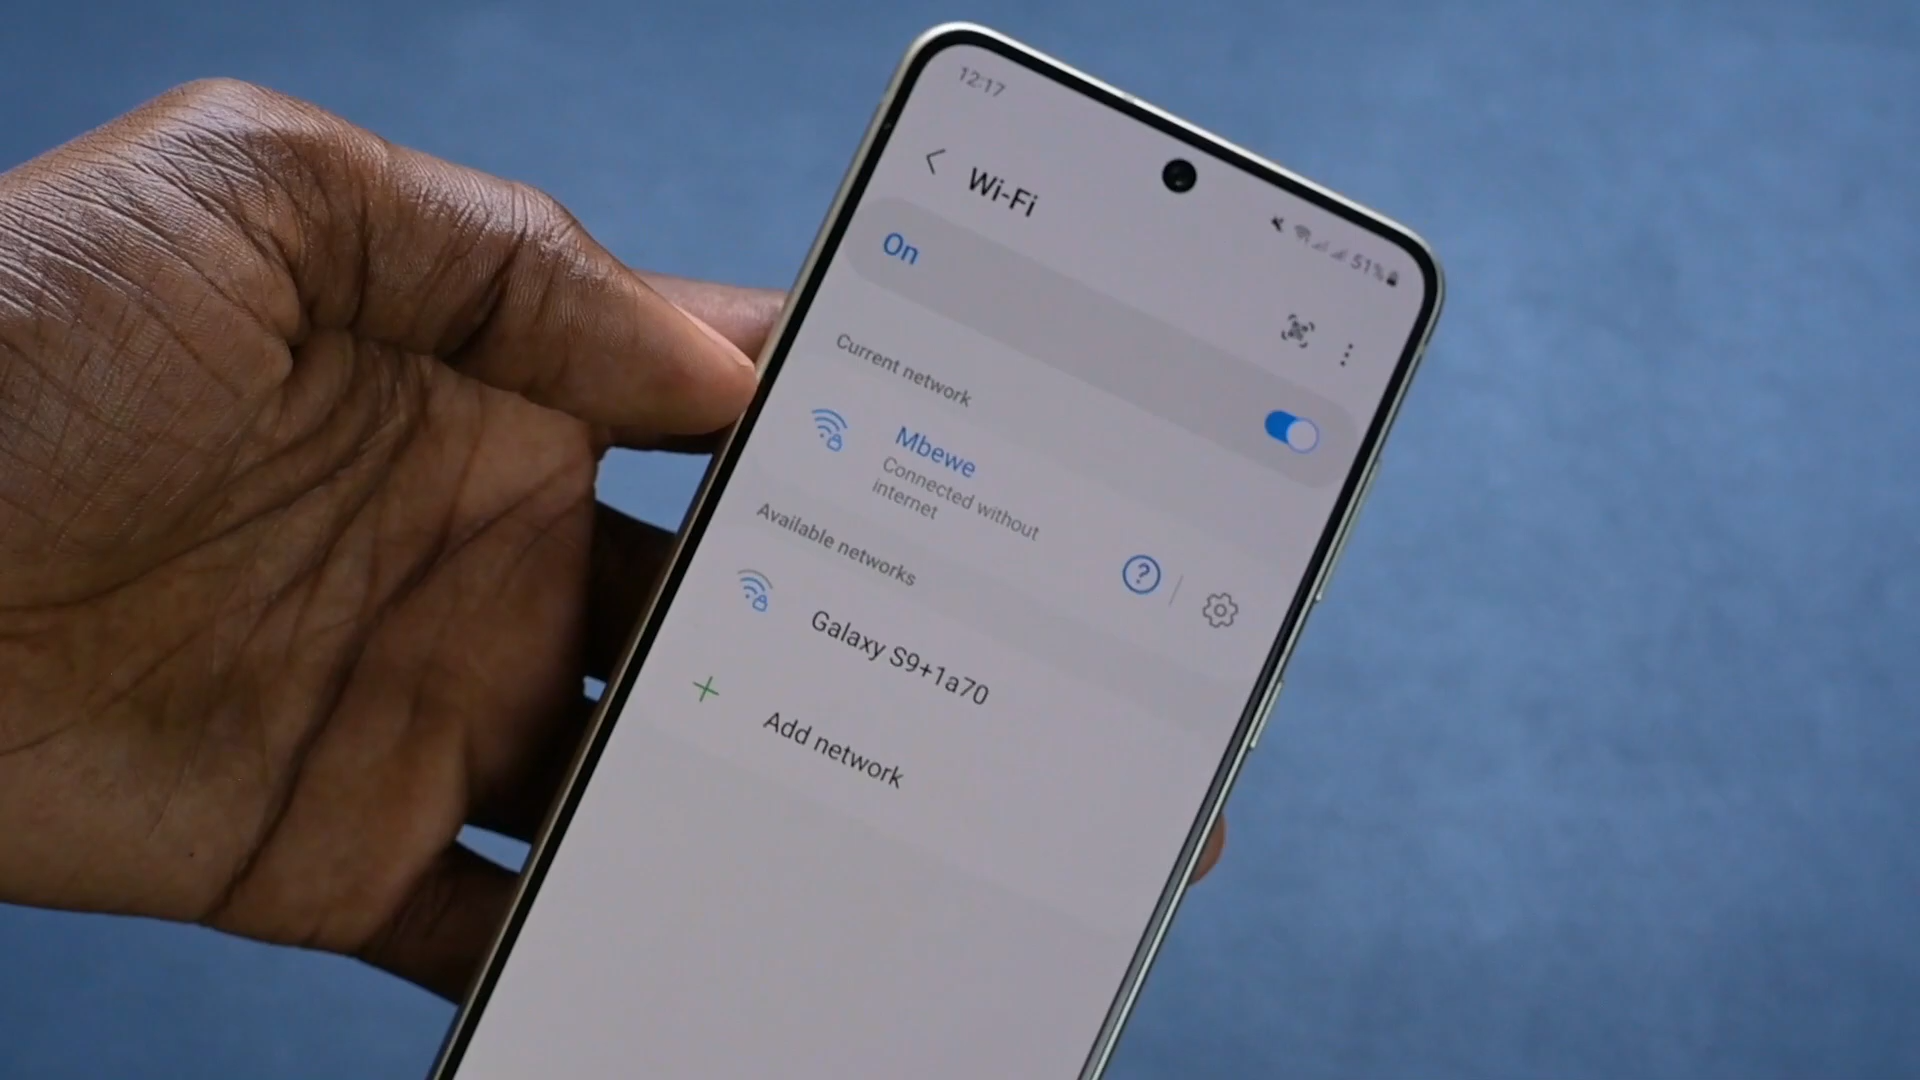 12:17
51%
Wi-Fi
On
Current network
Mbewe
Connected without
internet
?
Available networks
Galaxy S9+1a70
Add network